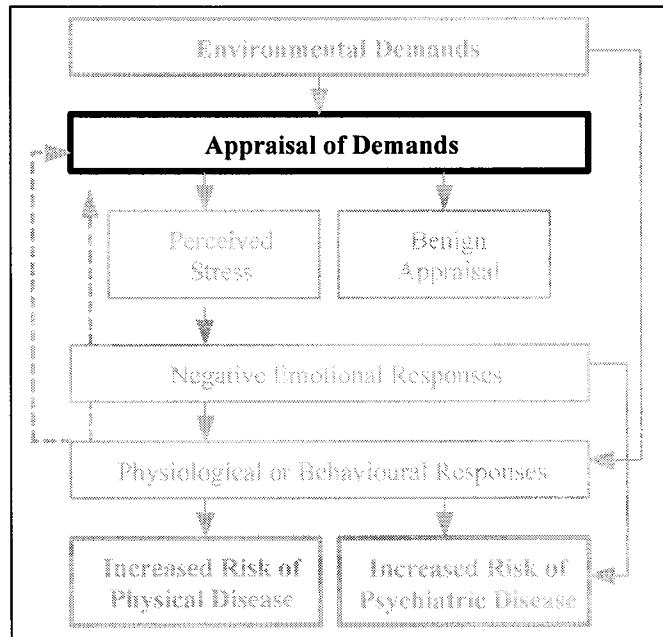 Environmental Demands
Appraisal of Demands
Perceived
Stress
Benign
Appraisal
Negative Emotional Responses
Physiological or Behavioural Responses
Increased Risk of
Physical Disease
Increased Risk of
Psychiatric Disease